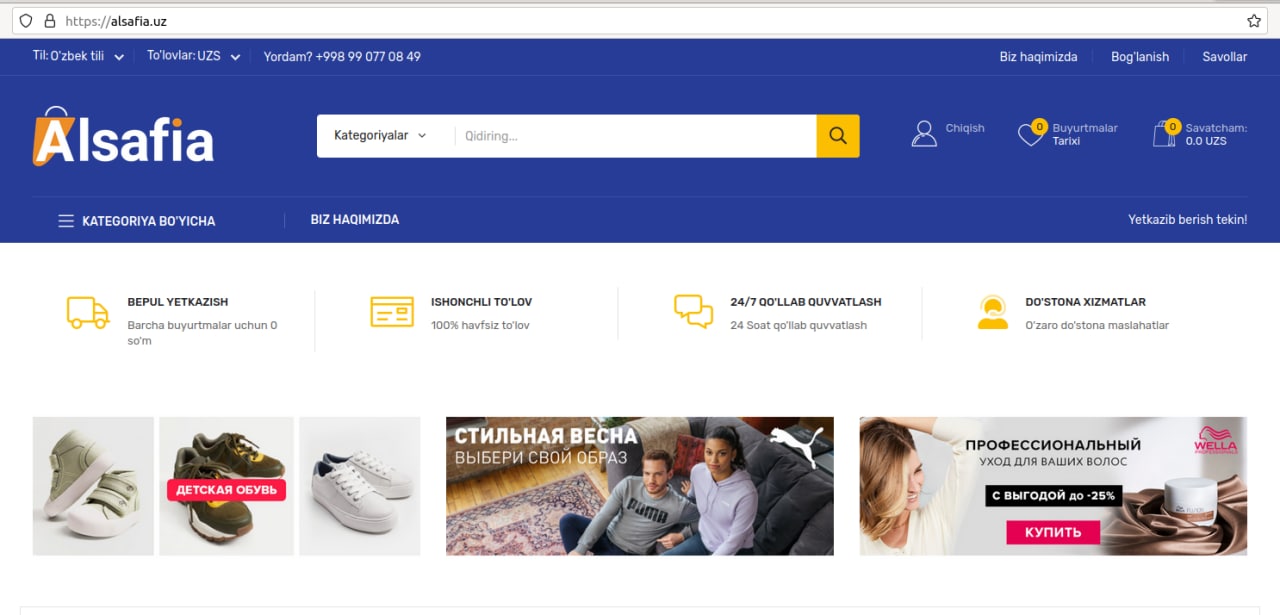 https://alsafia.uz
Til: O'zbek tili
To'lovlar: UZS
Yordam? +998 99 077 08 49
Biz haqimizda
Bog'lanish
Savollar
Alsafia
Kategoriyalar
Qidiring...
Chiqish
0
Buyurtmalar
Tarixi
0
Savatcham:
0.0 UZS
KATEGORIYA BO'YICHA
BIZ HAQIMIZDA
Yetkazib berish tekin!
BEPUL YETKAZISH
Barcha buyurtmalar uchun 0
so'm
ISHONCHLI TO'LOV
100% havfsiz to'lov
24/7 QO'LLAB QUVVATLASH
24 Soat qo'llab quvvatlash
DO'STONA XIZMATLAR
O'zaro do'stona maslahatlar
ДЕТСКАЯ ОБУВЬ
СТИЛЬНАЯ ВЕСНА
ВЫБЕРИ СВОЙ ОБРАЗ
PUMA
ПРОФЕССИОНАЛЬНЫЙ
УХОД ДЛЯ ВАШИХ ВОЛОС
С ВЫГОДОЙ до -25%
КУПИТЬ
WELLA
PROFESSIONALS